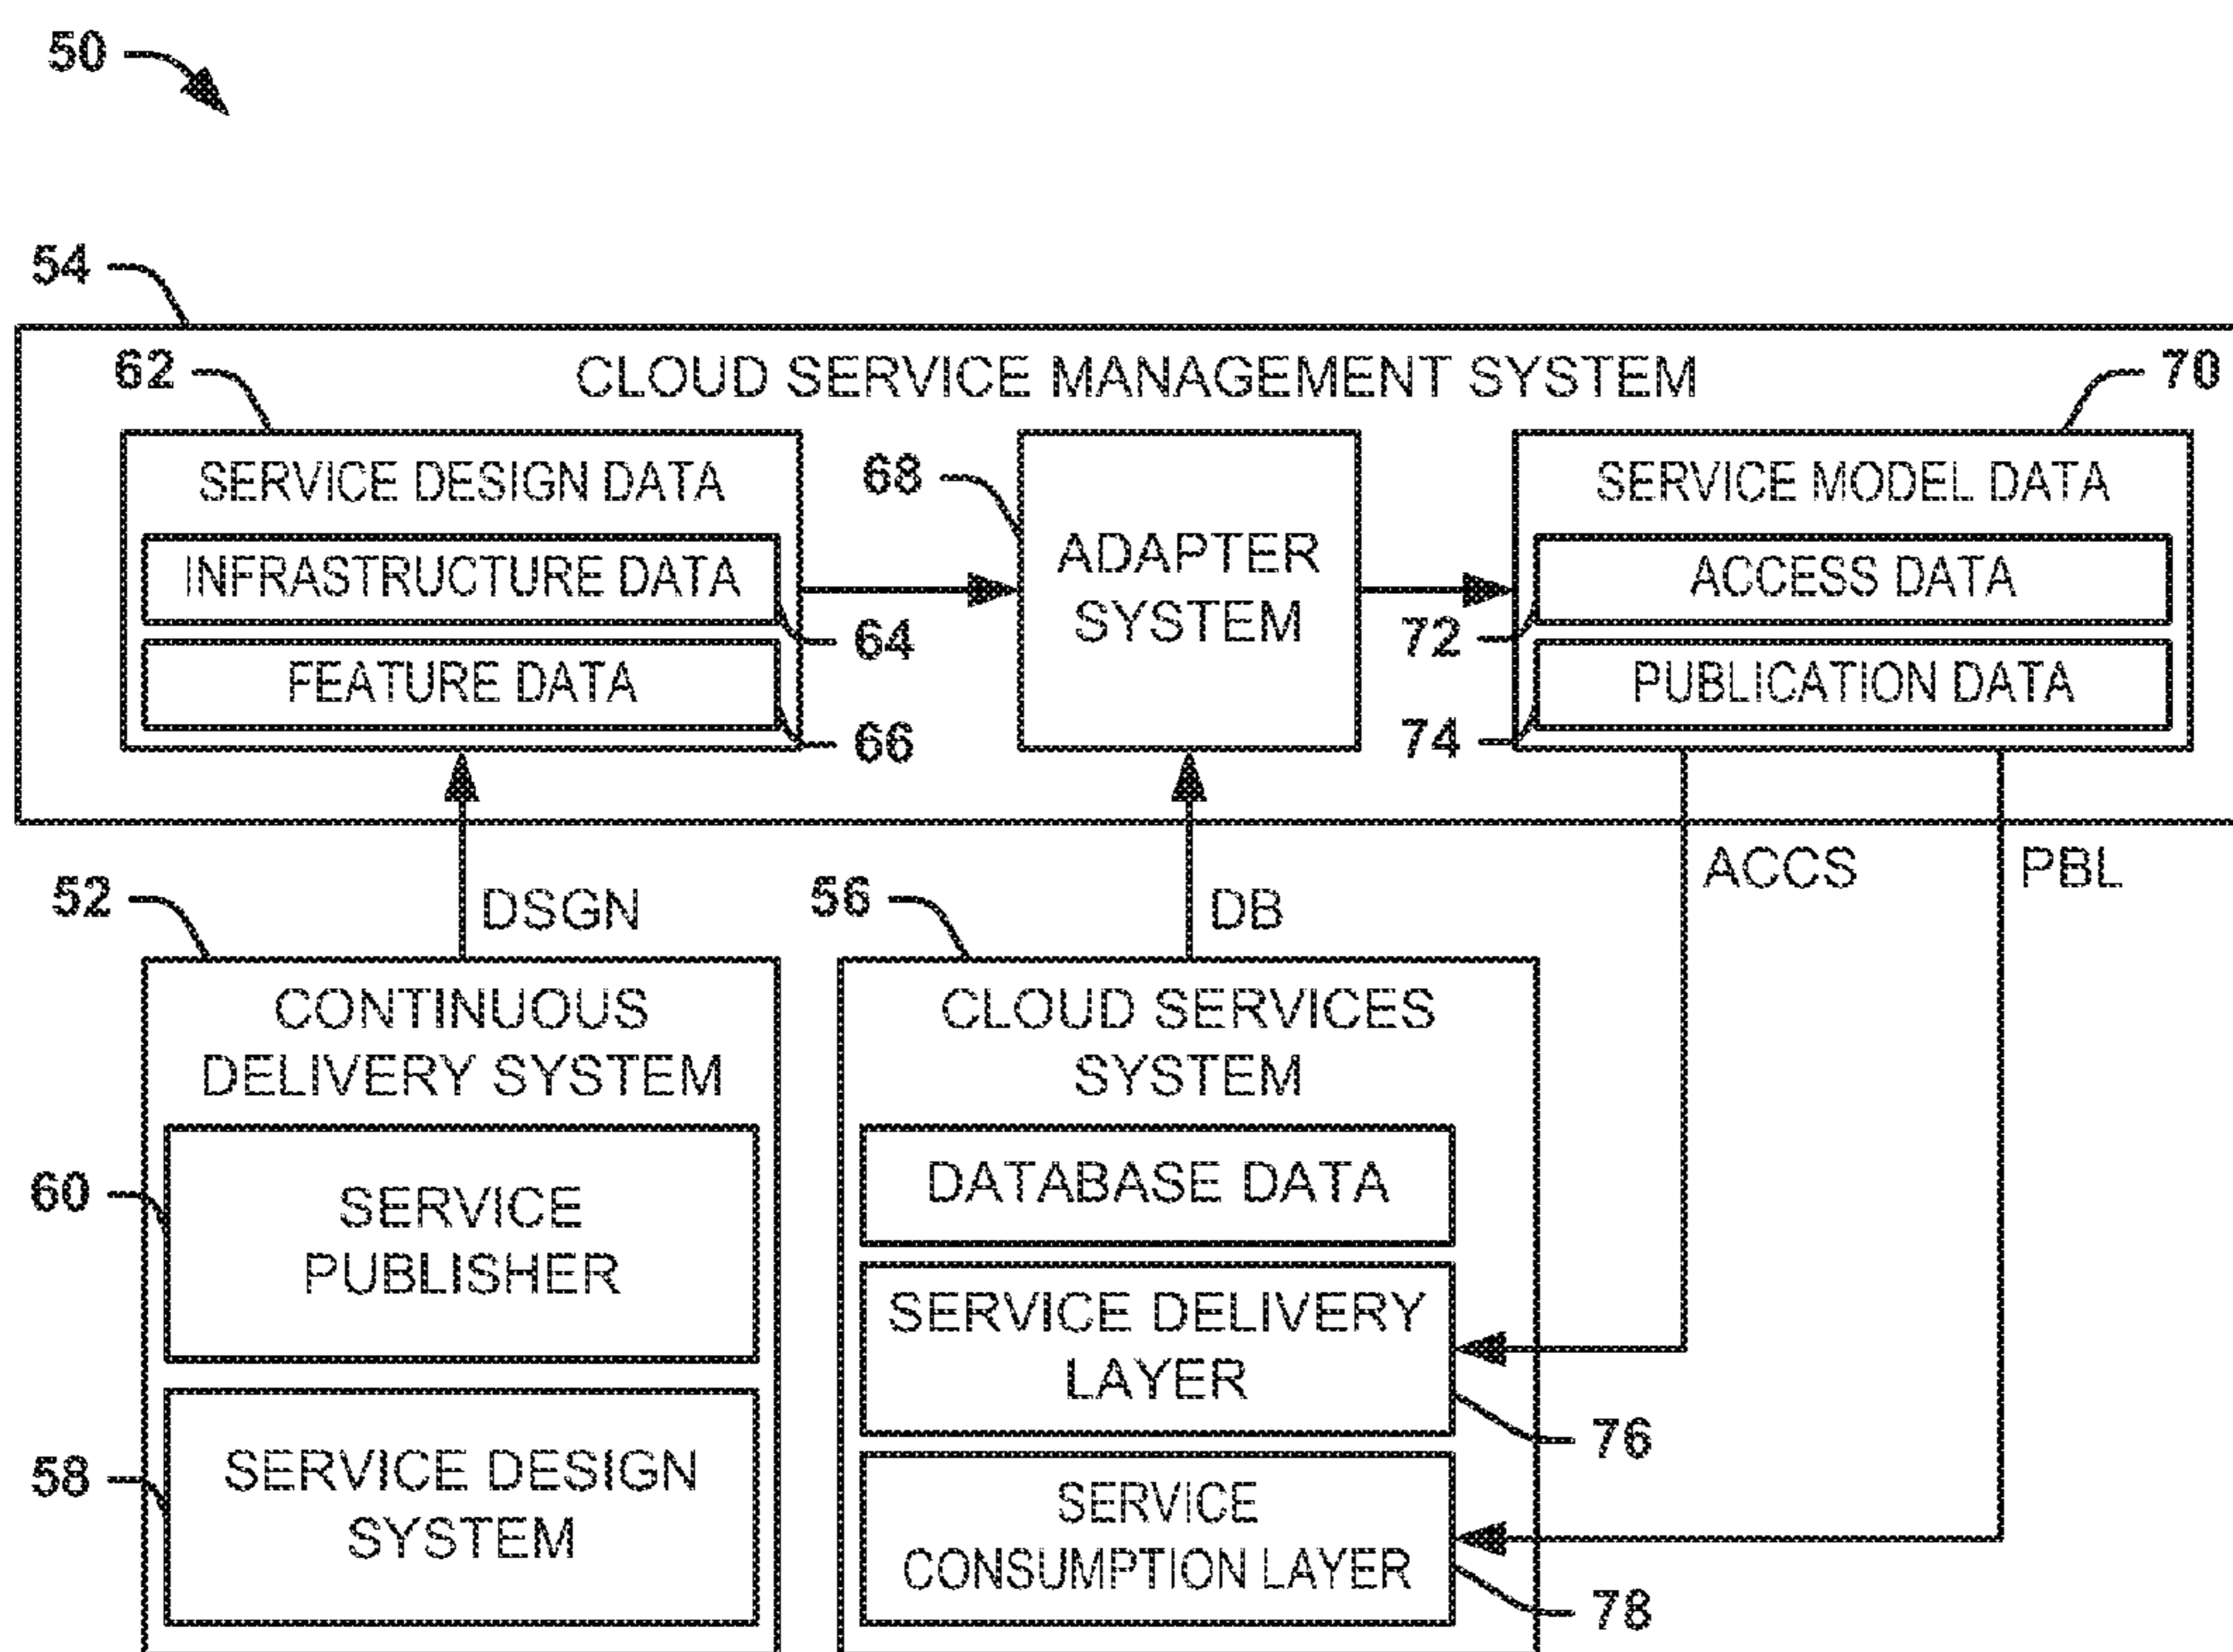 50
54
CLOUD SERVICE MANAGEMENT SYSTEM
62
70
SERVICE DESIGN DATA
INFRASTRUCTURE DATA
64
FEATURE DATA
66
68
ADAPTER
SYSTEM
SERVICE MODEL DATA
ACCESS DATA
72
PUBLICATION DATA
74
DSGN
DB
ACCS
PBL
52
CONTINUOUS
DELIVERY SYSTEM
60
SERVICE
PUBLISHER
58
SERVICE DESIGN
SYSTEM
56
CLOUD SERVICES
SYSTEM
DATABASE DATA
SERVICE DELIVERY
LAYER
76
SERVICE
CONSUMPTION LAYER
78